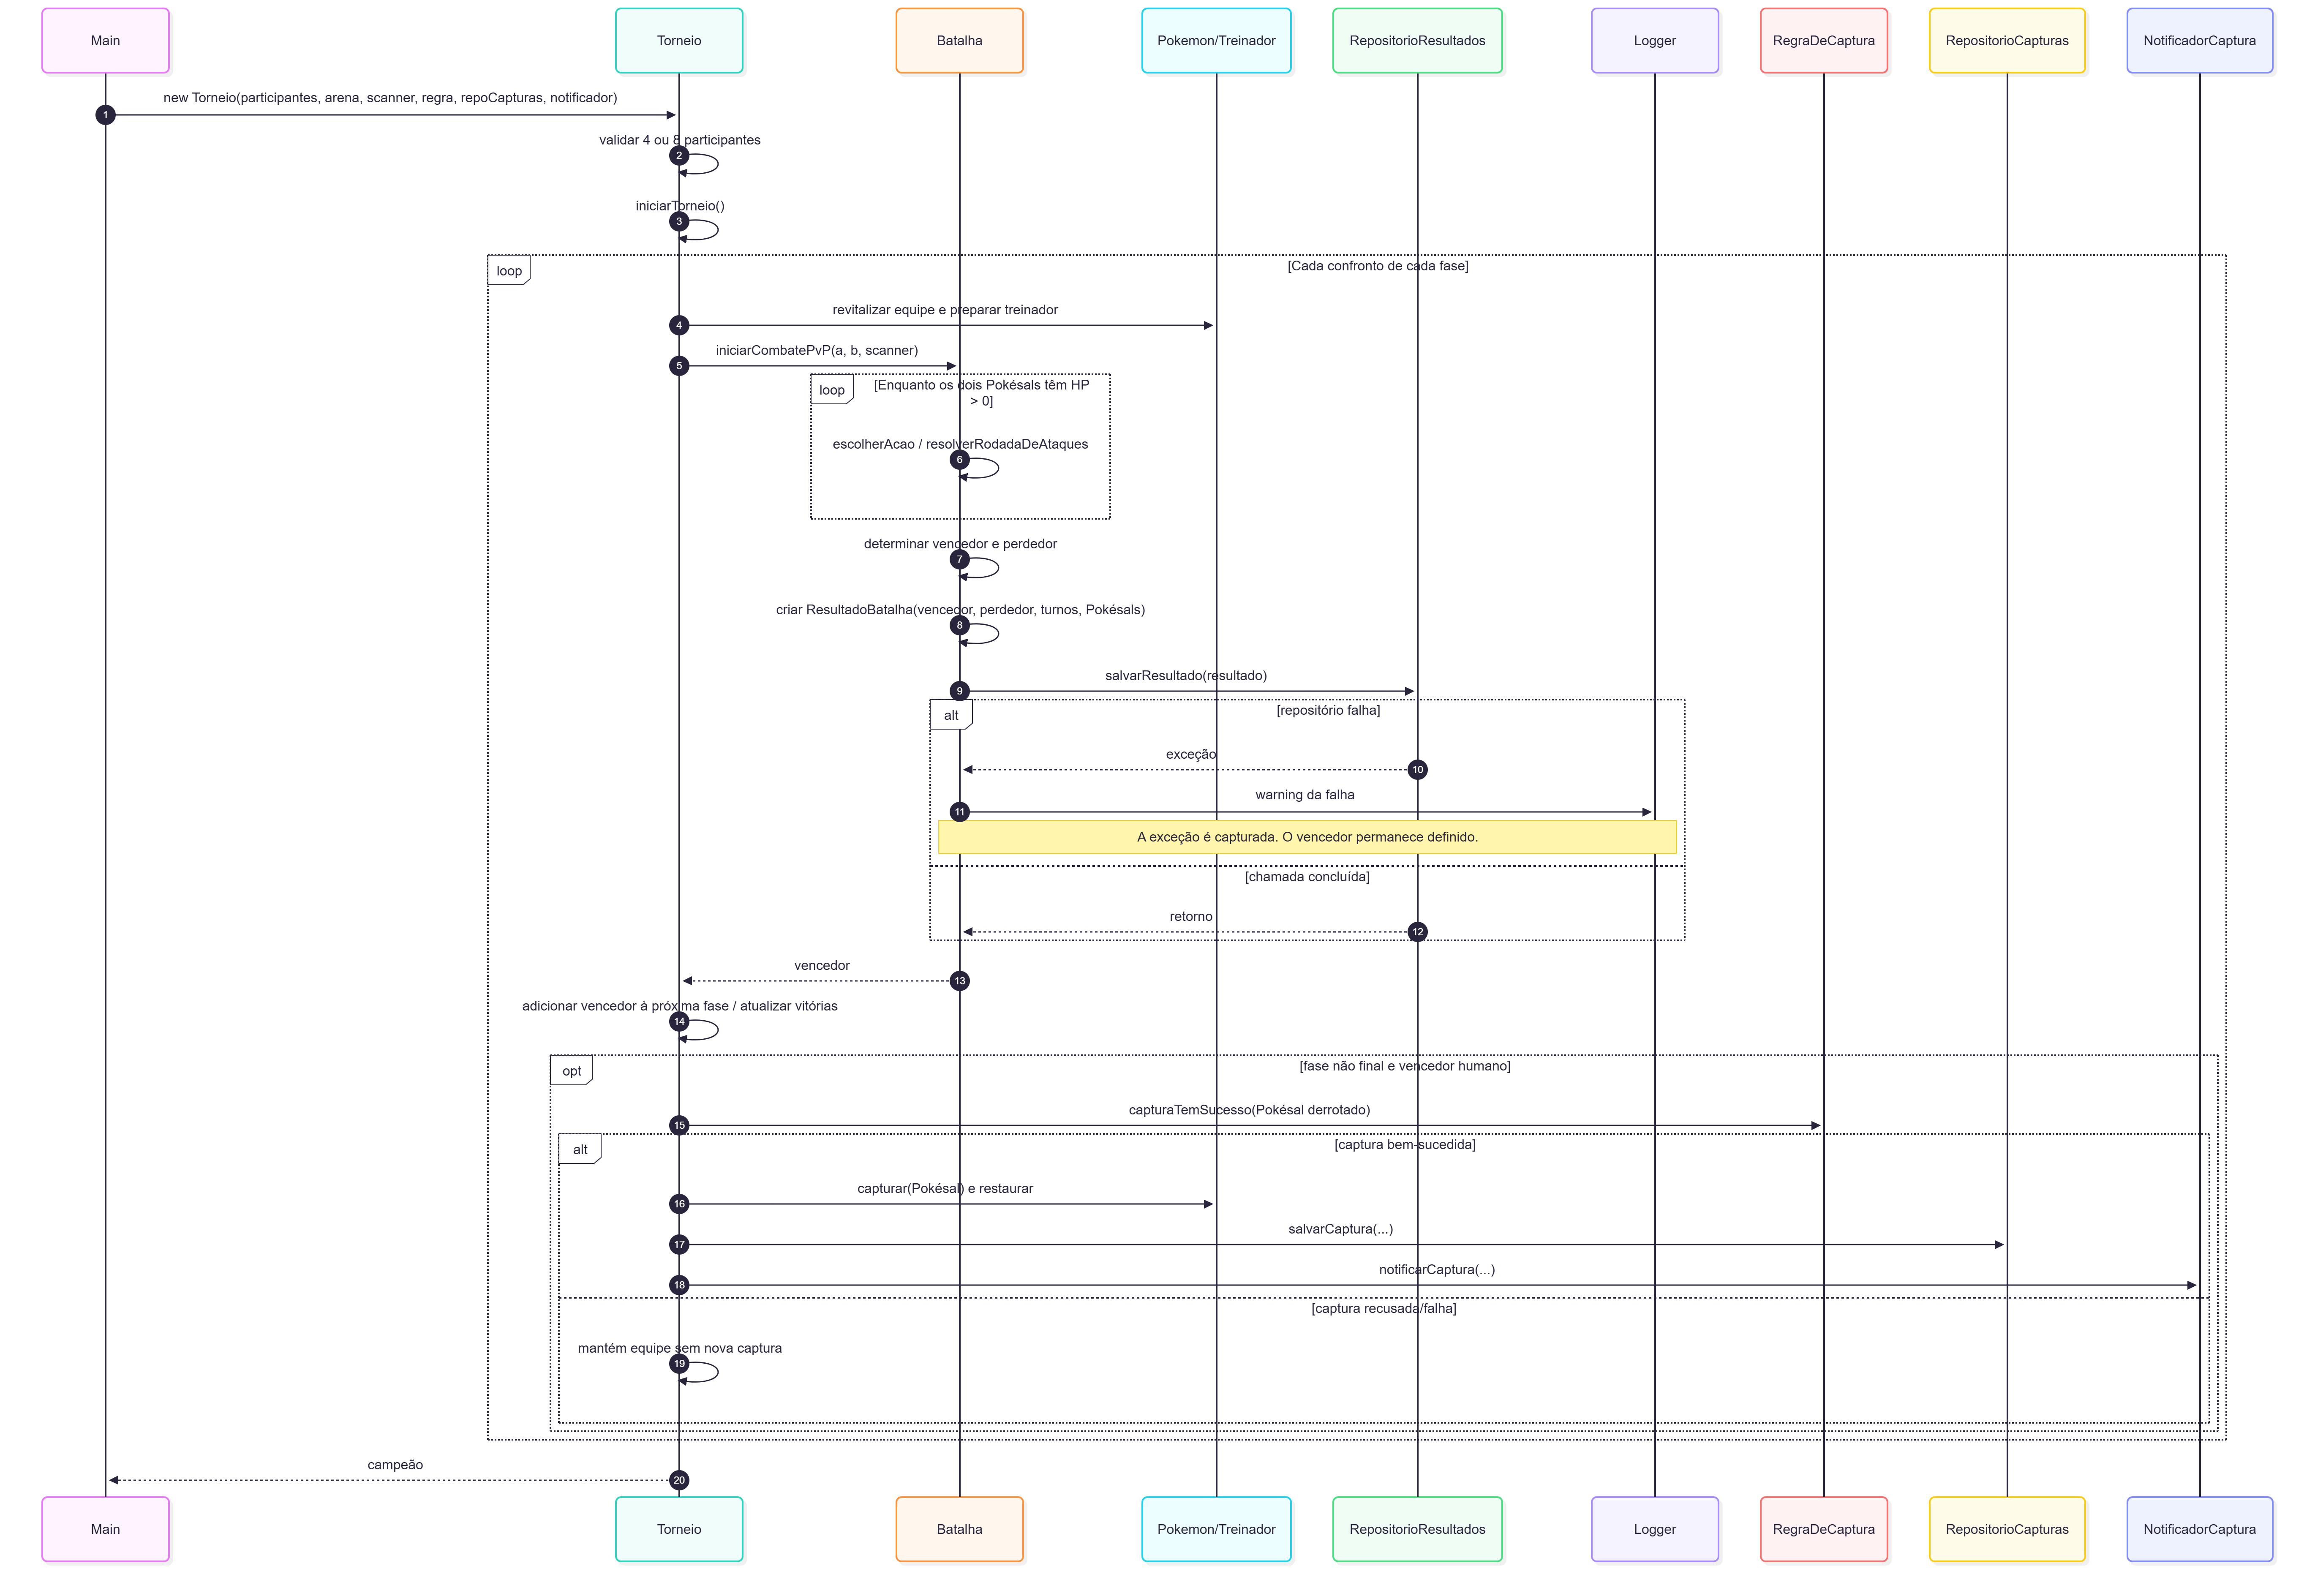 Main
Torneio
Batalha
Pokemon/Treinador
RepositorioResultados
Logger
RegraDeCaptura
RepositorioCapturas
NotificadorCaptura
new Torneio(participantes, arena, scanner, regra, repoCapturas, notificador)
1
validar 4 ou 8 participantes
2
iniciarTorneio()
3
loop
[Cada confronto de cada fase]
revitalizar equipe e preparar treinador
4
iniciarCombatePvP(a, b, scanner)
5
loop
[Enquanto os dois Pokésals têm HP
> 0]
escolherAcao / resolverRodadaDeAtaques
6
determinar vencedor e perdedor
7
criar ResultadoBatalha(vencedor, perdedor, turnos, Pokésals)
8
salvarResultado(resultado)
9
alt
[repositório falha]
exceção
10
warning da falha
11
A exceção é capturada. O vencedor permanece definido.
[chamada concluída]
retorno
12
vencedor
13
adicionar vencedor à próxima fase / atualizar vitórias
14
opt
[fase não final e vencedor humano]
capturaTemSucesso(Pokésal derrotado)
15
alt
[captura bem-sucedida]
capturar(Pokésal) e restaurar
16
salvarCaptura(...)
17
notificarCaptura(...)
18
[captura recusada/falha]
mantém equipe sem nova captura
19
campeão
20
Main
Torneio
Batalha
Pokemon/Treinador
RepositorioResultados
Logger
RegraDeCaptura
RepositorioCapturas
NotificadorCaptura